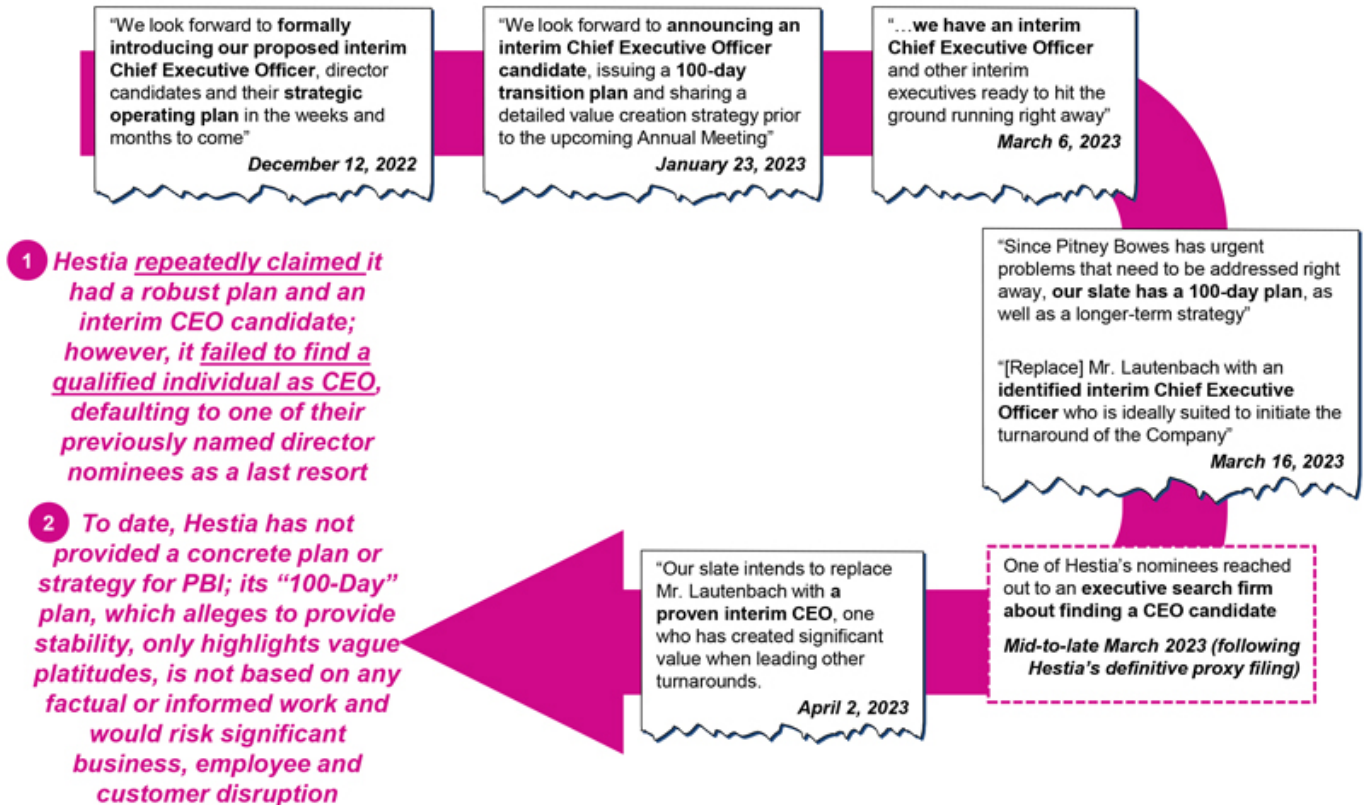 “We look forward to formally
introducing our proposed interim
Chief Executive Officer, director
candidates and their strategic
operating plan in the weeks and
months to come”
December 12, 2022
“We look forward to announcing an
interim Chief Executive Officer
candidate, issuing a 100-day
transition plan and sharing a
detailed value creation strategy prior
to the upcoming Annual Meeting”
January 23, 2023
“…we have an interim
Chief Executive Officer
and other interim
executives ready to hit the
ground running right away”
March 6, 2023
“Since Pitney Bowes has urgent
problems that need to be addressed right
away, our slate has a 100-day plan, as
well as a longer-term strategy”
“[Replace] Mr. Lautenbach with an
identified interim Chief Executive
Officer who is ideally suited to initiate the
turnaround of the Company”
March 16, 2023
One of Hestia’s nominees reached
out to an executive search firm
about finding a CEO candidate
Mid-to-late March 2023 (following
Hestia’s definitive proxy filing)
“Our slate intends to replace
Mr. Lautenbach with a
proven interim CEO, one
who has created significant
value when leading other
turnarounds.
April 2, 2023
1 Hestia repeatedly claimed it
had a robust plan and an
interim CEO candidate;
however, it failed to find a
qualified individual as CEO,
defaulting to one of their
previously named director
nominees as a last resort
2 To date, Hestia has not
provided a concrete plan or
strategy for PBI; its “100-Day”
plan, which alleges to provide
stability, only highlights vague
platitudes, is not based on any
factual or informed work and
would risk significant
business, employee and
customer disruption